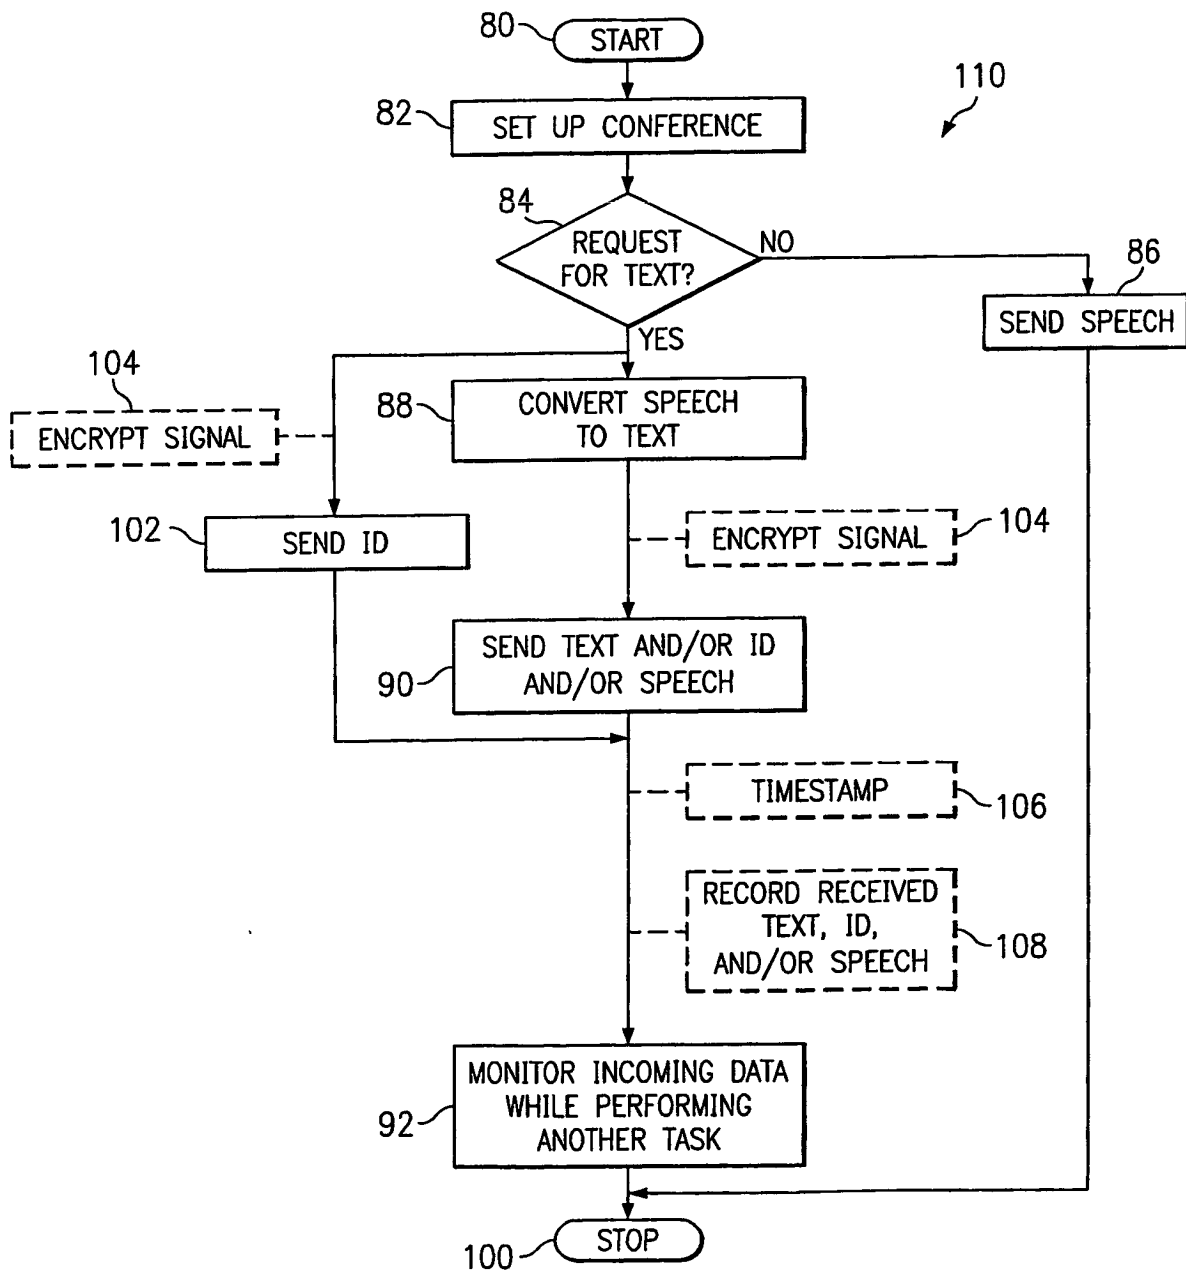 80
START
110
82
SET UP CONFERENCE
84
REQUEST
FOR TEXT?
NO
86
SEND SPEECH
YES
104
ENCRYPT SIGNAL
88
CONVERT SPEECH
TO TEXT
102
SEND ID
ENCRYPT SIGNAL
104
90
SEND TEXT AND/OR ID
AND/OR SPEECH
TIMESTAMP
106
RECORD RECEIVED
TEXT, ID,
AND/OR SPEECH
108
92
MONITOR INCOMING DATA
WHILE PERFORMING
ANOTHER TASK
100
STOP